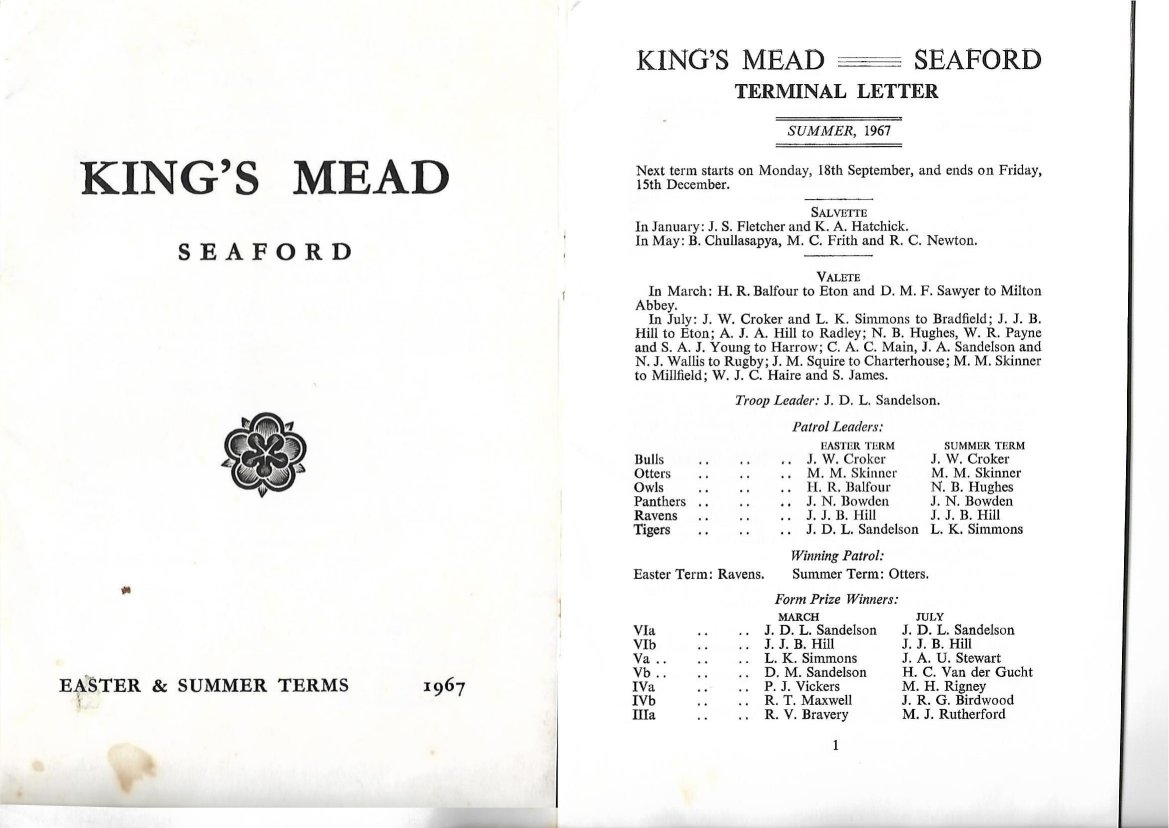 KING'S MEAD
SEAFORD
EASTER & SUMMER TERMS 1967
KING'S MEAD SEAFORD
TERMINAL LETTER
SUMMER, 1967
Next term starts on Monday, 18th September, and ends on Friday,
15th December.
SALVETTE
In January: J. S. Fletcher and K. A. Hatchick.
In May: B. Chullasapya, M. C. Frith and R. C. Newton.
VALETE
In March: H. R. Balfour to Eton and D. M. F. Sawyer to Milton
Abbey.
In July: J. W. Croker and L. K. Simmons to Bradfield; J. J. B.
Hill to Eton; A. J. A. Hill to Radley; N. B. Hughes, W. R. Payne
and S. A. J. Young to Harrow; C. A. C. Main, J. A. Sandelson and
N. J. Wallis to Rugby; J. M. Squire to Charterhouse; M. M. Skinner
to Millfield; W. J. C. Haire and S. James.
Troop Leader: J. D. L. Sandelson.
Patrol Leaders:
EASTER TERM SUMMER TERM
Bulls .. .. .. J. W. Croker J. W. Croker
Otters .. .. .. M. M. Skinner M. M. Skinner
Owls .. .. .. H. R. Balfour N. B. Hughes
Panthers .. .. .. J. N. Bowden J. N. Bowden
Ravens .. .. .. J. J. B. Hill J. J. B. Hill
Tigers .. .. .. J. D. L. Sandelson L. K. Simmons
Winning Patrol:
Easter Term: Ravens. Summer Term: Otters.
Form Prize Winners:
MARCH JULY
VIa .. .. J. D. L. Sandelson J. D. L. Sandelson
VIb .. .. J. J. B. Hill J. J. B. Hill
Va .. .. .. L. K. Simmons J. A. U. Stewart
Vb .. .. .. D. M. Sandelson H. C. Van der Gucht
IVa .. .. P. J. Vickers M. H. Rigney
IVb .. .. R. T. Maxwell J. R. G. Birdwood
IIIa .. .. R. V. Bravery M. J. Rutherford
1